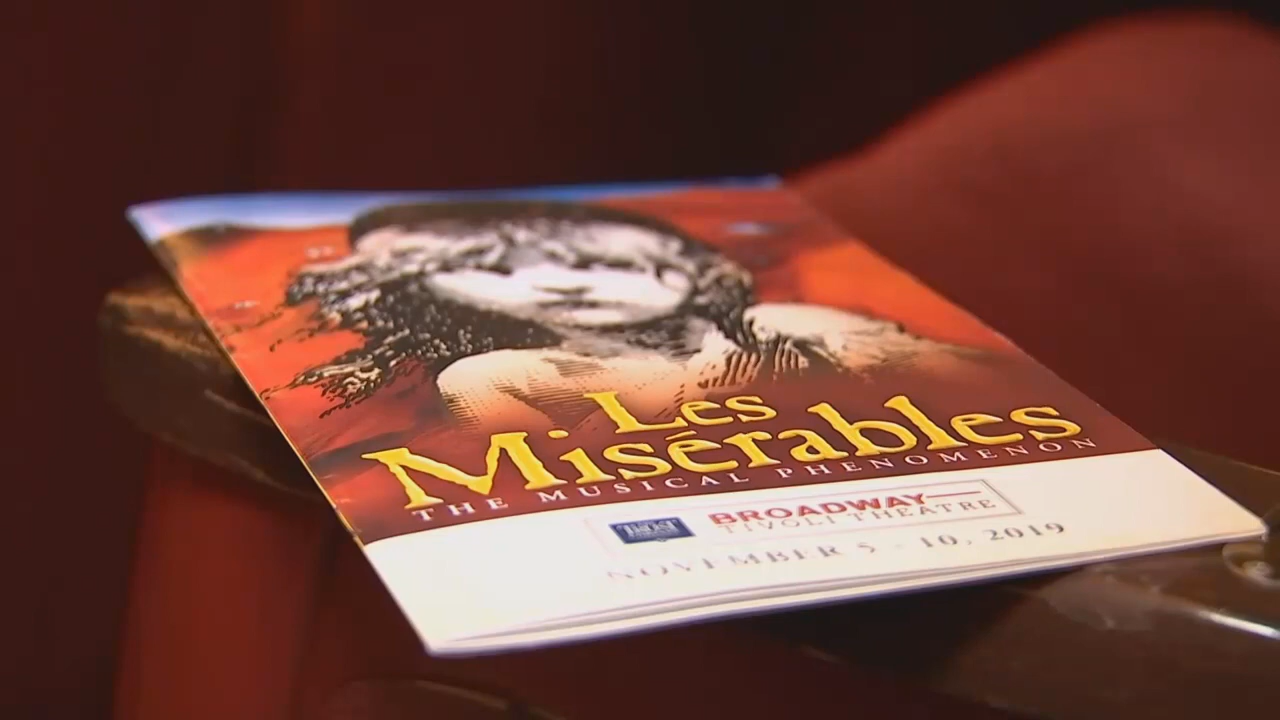 Les
Misérables
THE MUSICAL PHENOMENON
BROADWAY
TIVOLI THEATRE
NOVEMBER 5 - 10, 2019